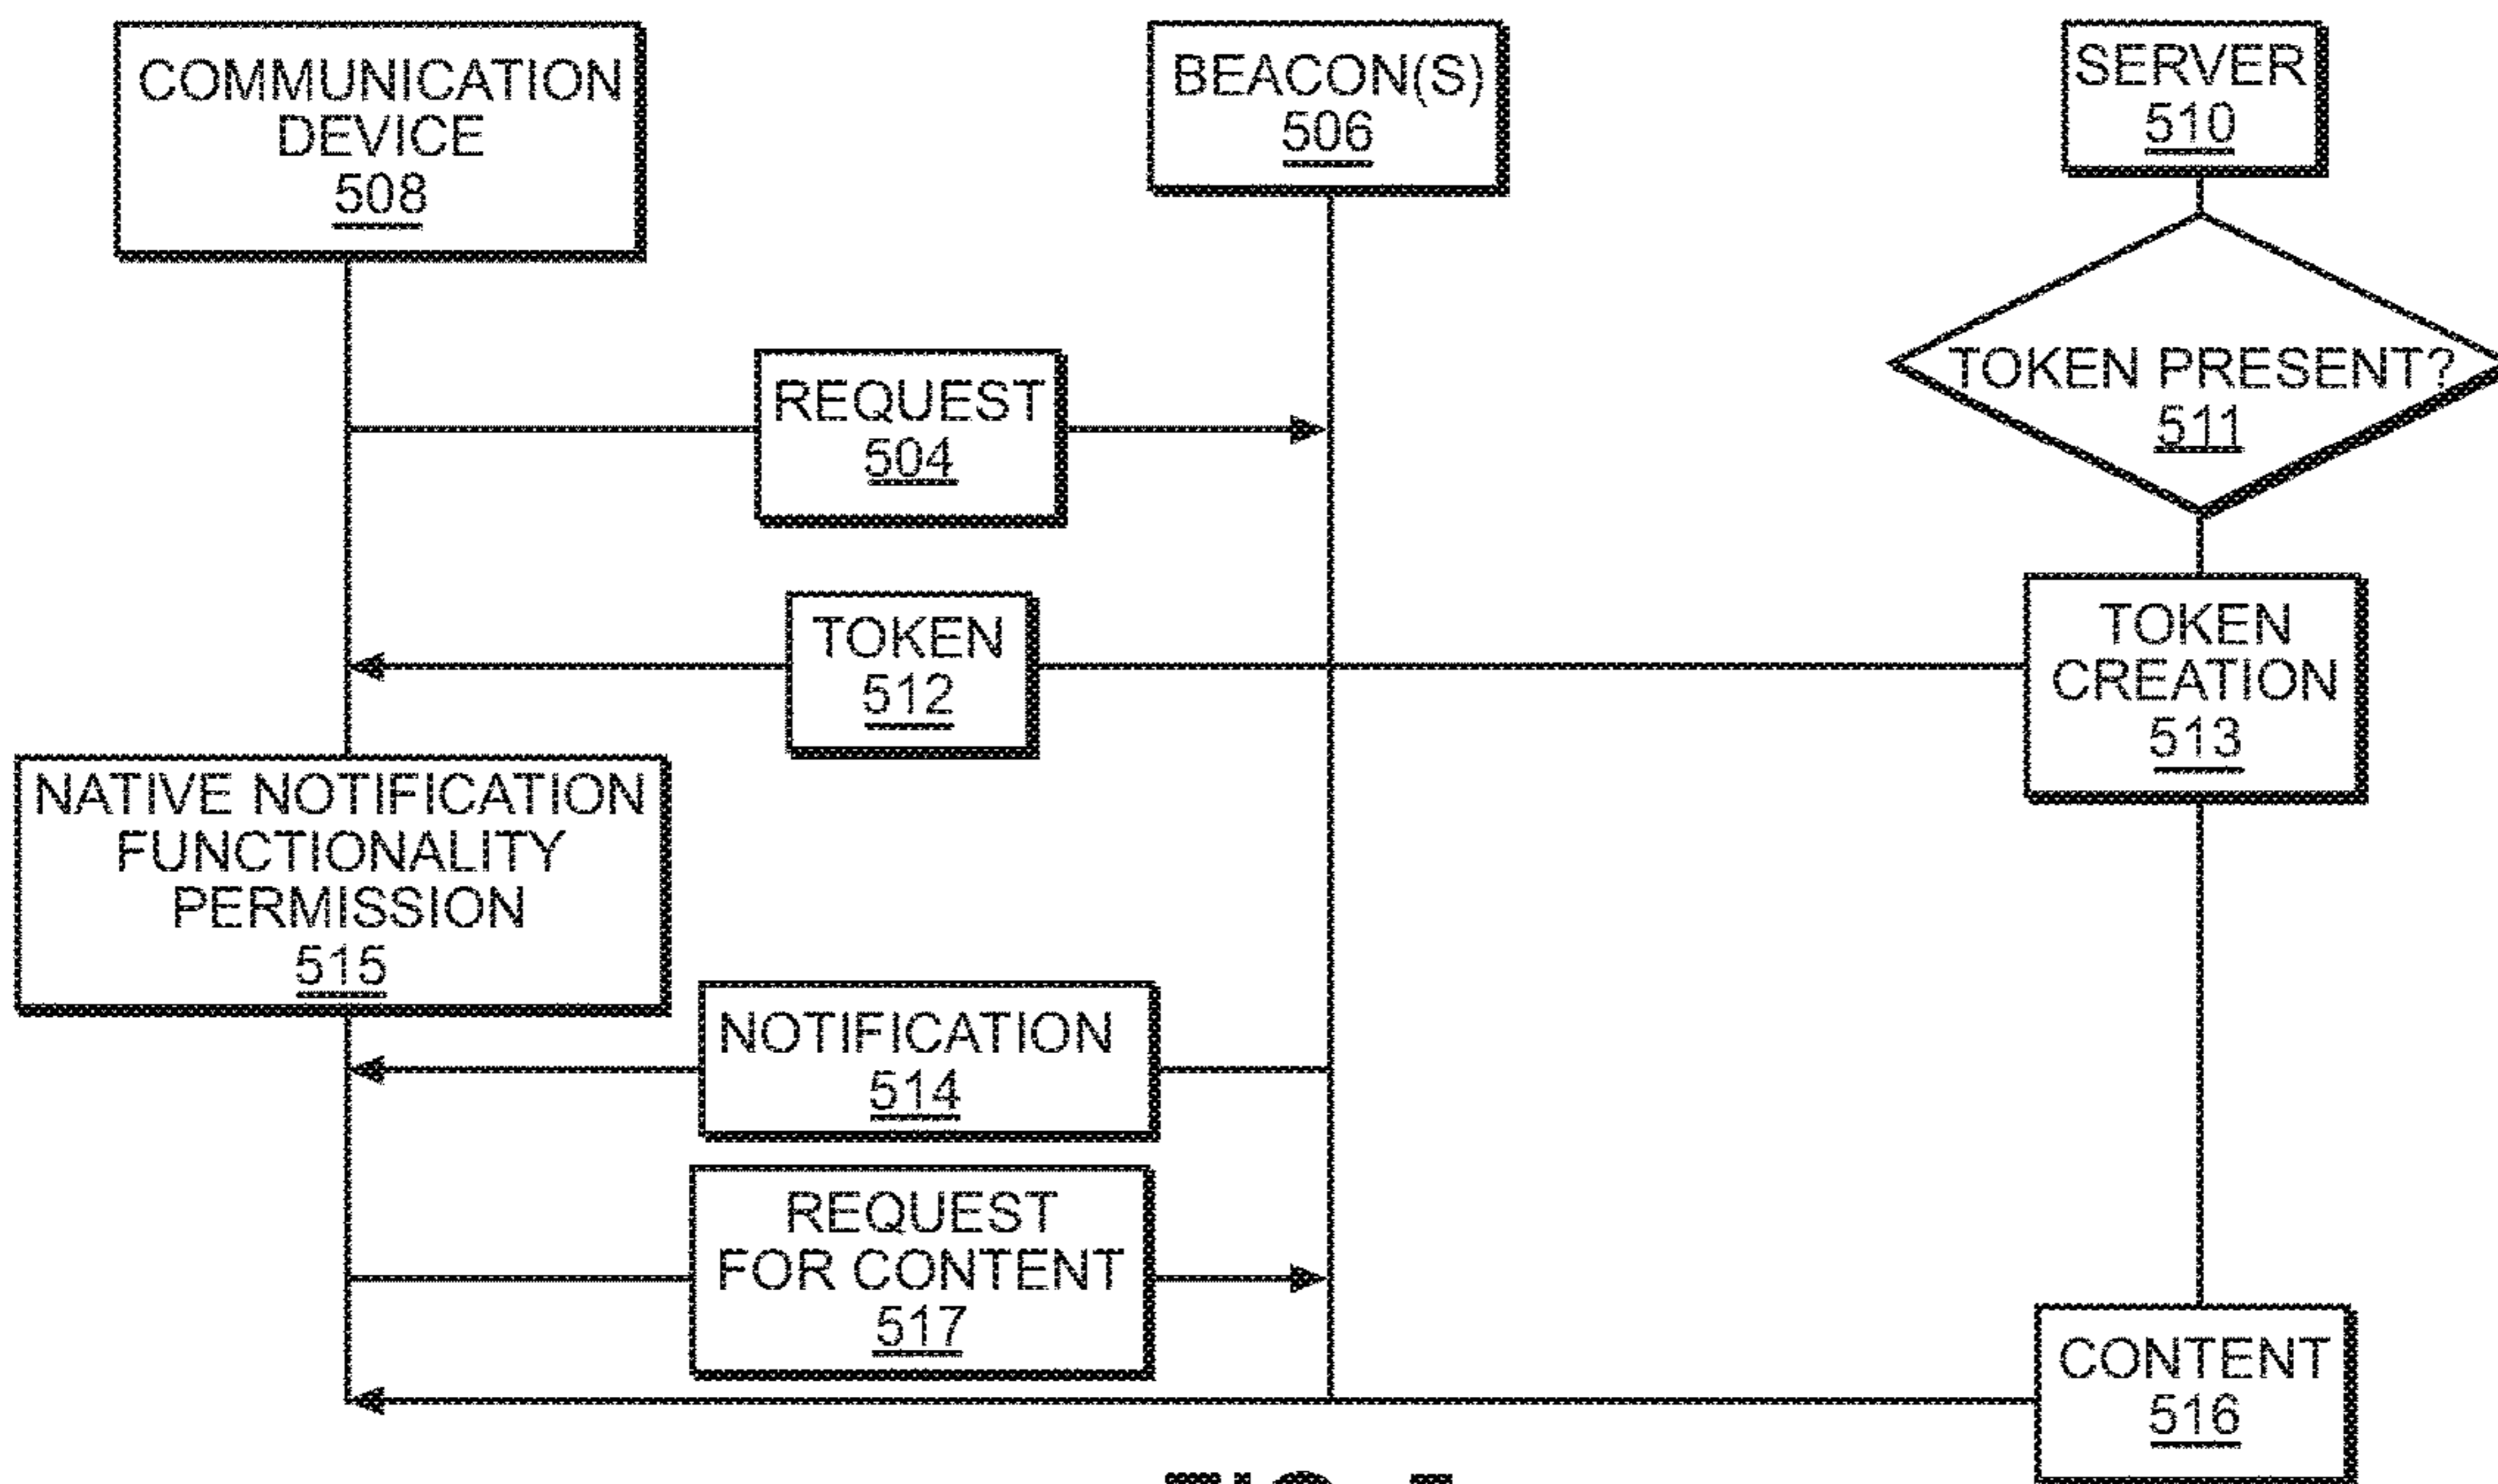 COMMUNICATION
DEVICE
508
BEACON(S)
506
SERVER
510
TOKEN PRESENT?
511
REQUEST
504
TOKEN
512
TOKEN
CREATION
513
NATIVE NOTIFICATION
FUNCTIONALITY
PERMISSION
515
NOTIFICATION
514
REQUEST
FOR CONTENT
517
CONTENT
516